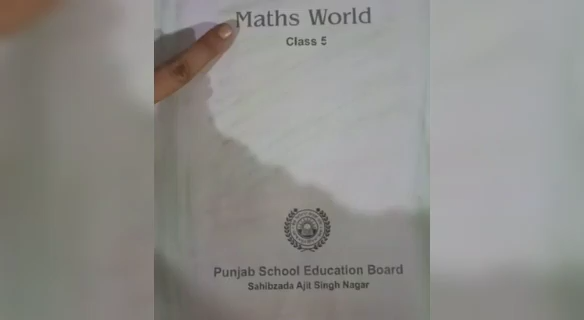 Maths World
Class 5
Punjab School Education Board
Sahibzada Ajit Singh Nagar